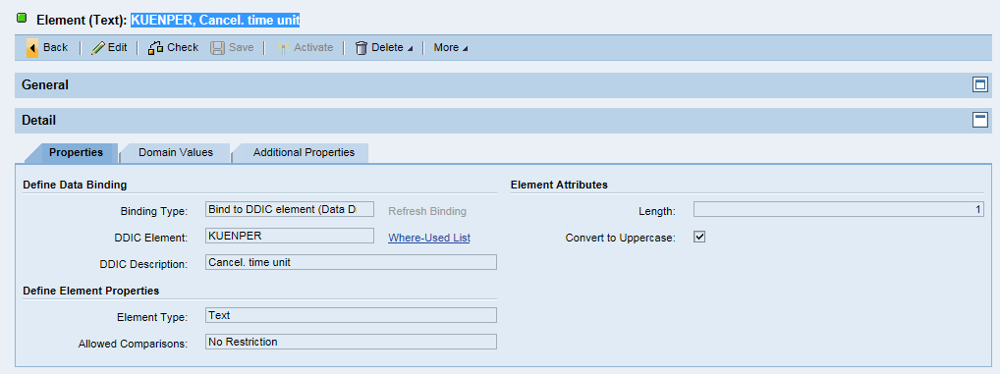 Element (Text): KUENPER, Cancel. time unit
Back Edit Check Save Activate Delete More
General
Detail
Properties Domain Values Additional Properties
Define Data Binding
Binding Type: Bind to DDIC element (Data D Refresh Binding
DDIC Element: KUENPER Where-Used List
DDIC Description: Cancel. time unit
Define Element Properties
Element Type: Text
Allowed Comparisons: No Restriction
Element Attributes
Length: 1
Convert to Uppercase: